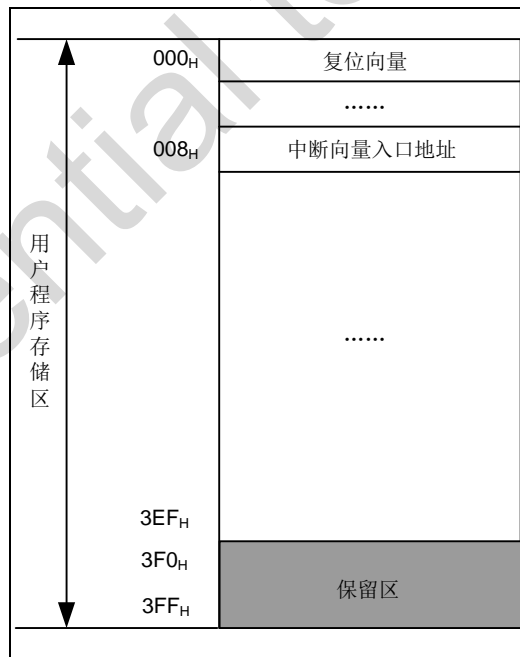 000H 复位向量
......
008H 中断向量入口地址
用户程序存储区
......
3EFH
3F0H
保留区
3FFH